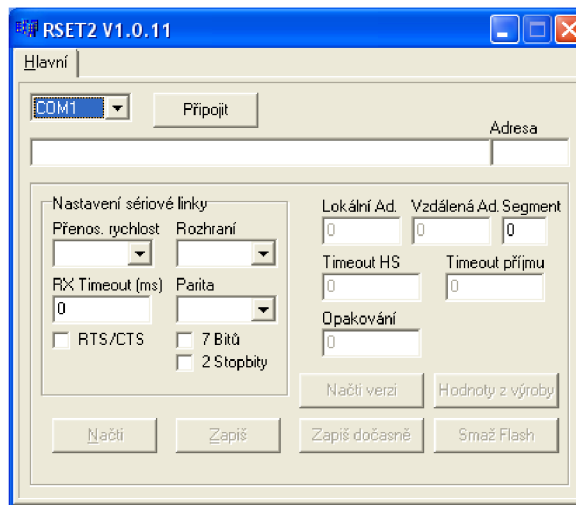 RSET2 V1.0.11
Hlavní
COM1 Připojit
Adresa
Nastavení sériové linky
Přenos. rychlost Rozhraní
RX Timeout (ms) Parita
0
RTS/CTS 7 Bitů
2 Stopbity
Lokální Ad. Vzdálená Ad. Segment
0 0 0
Timeout HS Timeout příjmu
0 0
Opakování
0
Načti verzi Hodnoty z výroby
Načti Zapiš Zapiš dočasně Smaž Flash